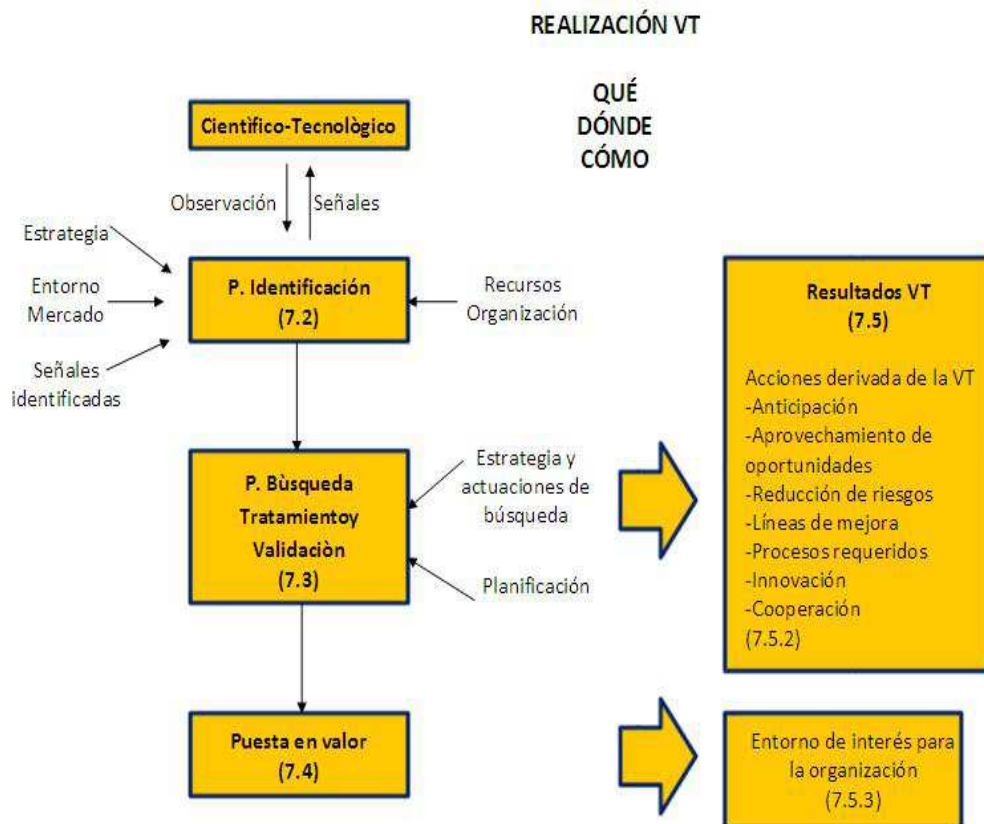 REALIZACIÓN VT
QUÉ
DÓNDE
CÓMO
Cientìfico-Tecnològico
Observación
Señales
Estrategia
Entorno
Mercado
Señales
identificadas
P. Identificación
(7.2)
Recursos
Organización
P. Bùsqueda
Tratamientoy
Validaciòn
(7.3)
Estrategia y
actuaciones de
búsqueda
Planificación
Puesta en valor
(7.4)
Resultados VT
(7.5)
Acciones derivada de la VT
-Anticipación
-Aprovechamiento de
oportunidades
-Reducción de riesgos
-Líneas de mejora
-Procesos requeridos
-Innovación
-Cooperación
(7.5.2)
Entorno de interés para
la organización
(7.5.3)